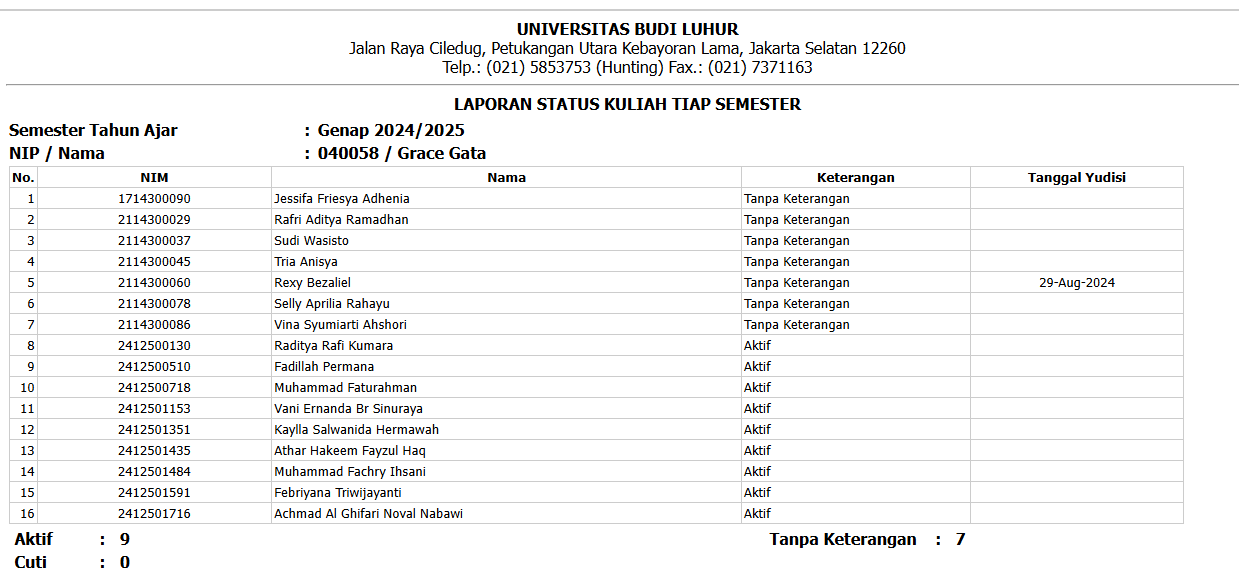 UNIVERSITAS BUDI LUHUR
Jalan Raya Ciledug, Petukangan Utara Kebayoran Lama, Jakarta Selatan 12260
Telp.: (021) 5853753 (Hunting) Fax.: (021) 7371163
LAPORAN STATUS KULIAH TIAP SEMESTER
Semester Tahun Ajar : Genap 2024/2025
NIP / Nama : 040058 / Grace Gata
No. NIM Nama Keterangan Tanggal Yudisi
1 1714300090 Jessifa Friesya Adhenia Tanpa Keterangan
2 2114300029 Rafri Aditya Ramadhan Tanpa Keterangan
3 2114300037 Sudi Wasisto Tanpa Keterangan
4 2114300045 Tria Anisya Tanpa Keterangan
5 2114300060 Rexy Bezaliel Tanpa Keterangan 29-Aug-2024
6 2114300078 Selly Aprilia Rahayu Tanpa Keterangan
7 2114300086 Vina Syumiarti Ahshori Tanpa Keterangan
8 2412500130 Raditya Rafi Kumara Aktif
9 2412500510 Fadillah Permana Aktif
10 2412500718 Muhammad Faturahman Aktif
11 2412501153 Vani Ernanda Br Sinuraya Aktif
12 2412501351 Kaylla Salwanida Hermawah Aktif
13 2412501435 Athar Hakeem Fayzul Haq Aktif
14 2412501484 Muhammad Fachry Ihsani Aktif
15 2412501591 Febriyana Triwijayanti Aktif
16 2412501716 Achmad Al Ghifari Noval Nabawi Aktif
Aktif : 9 Tanpa Keterangan : 7
Cuti : 0